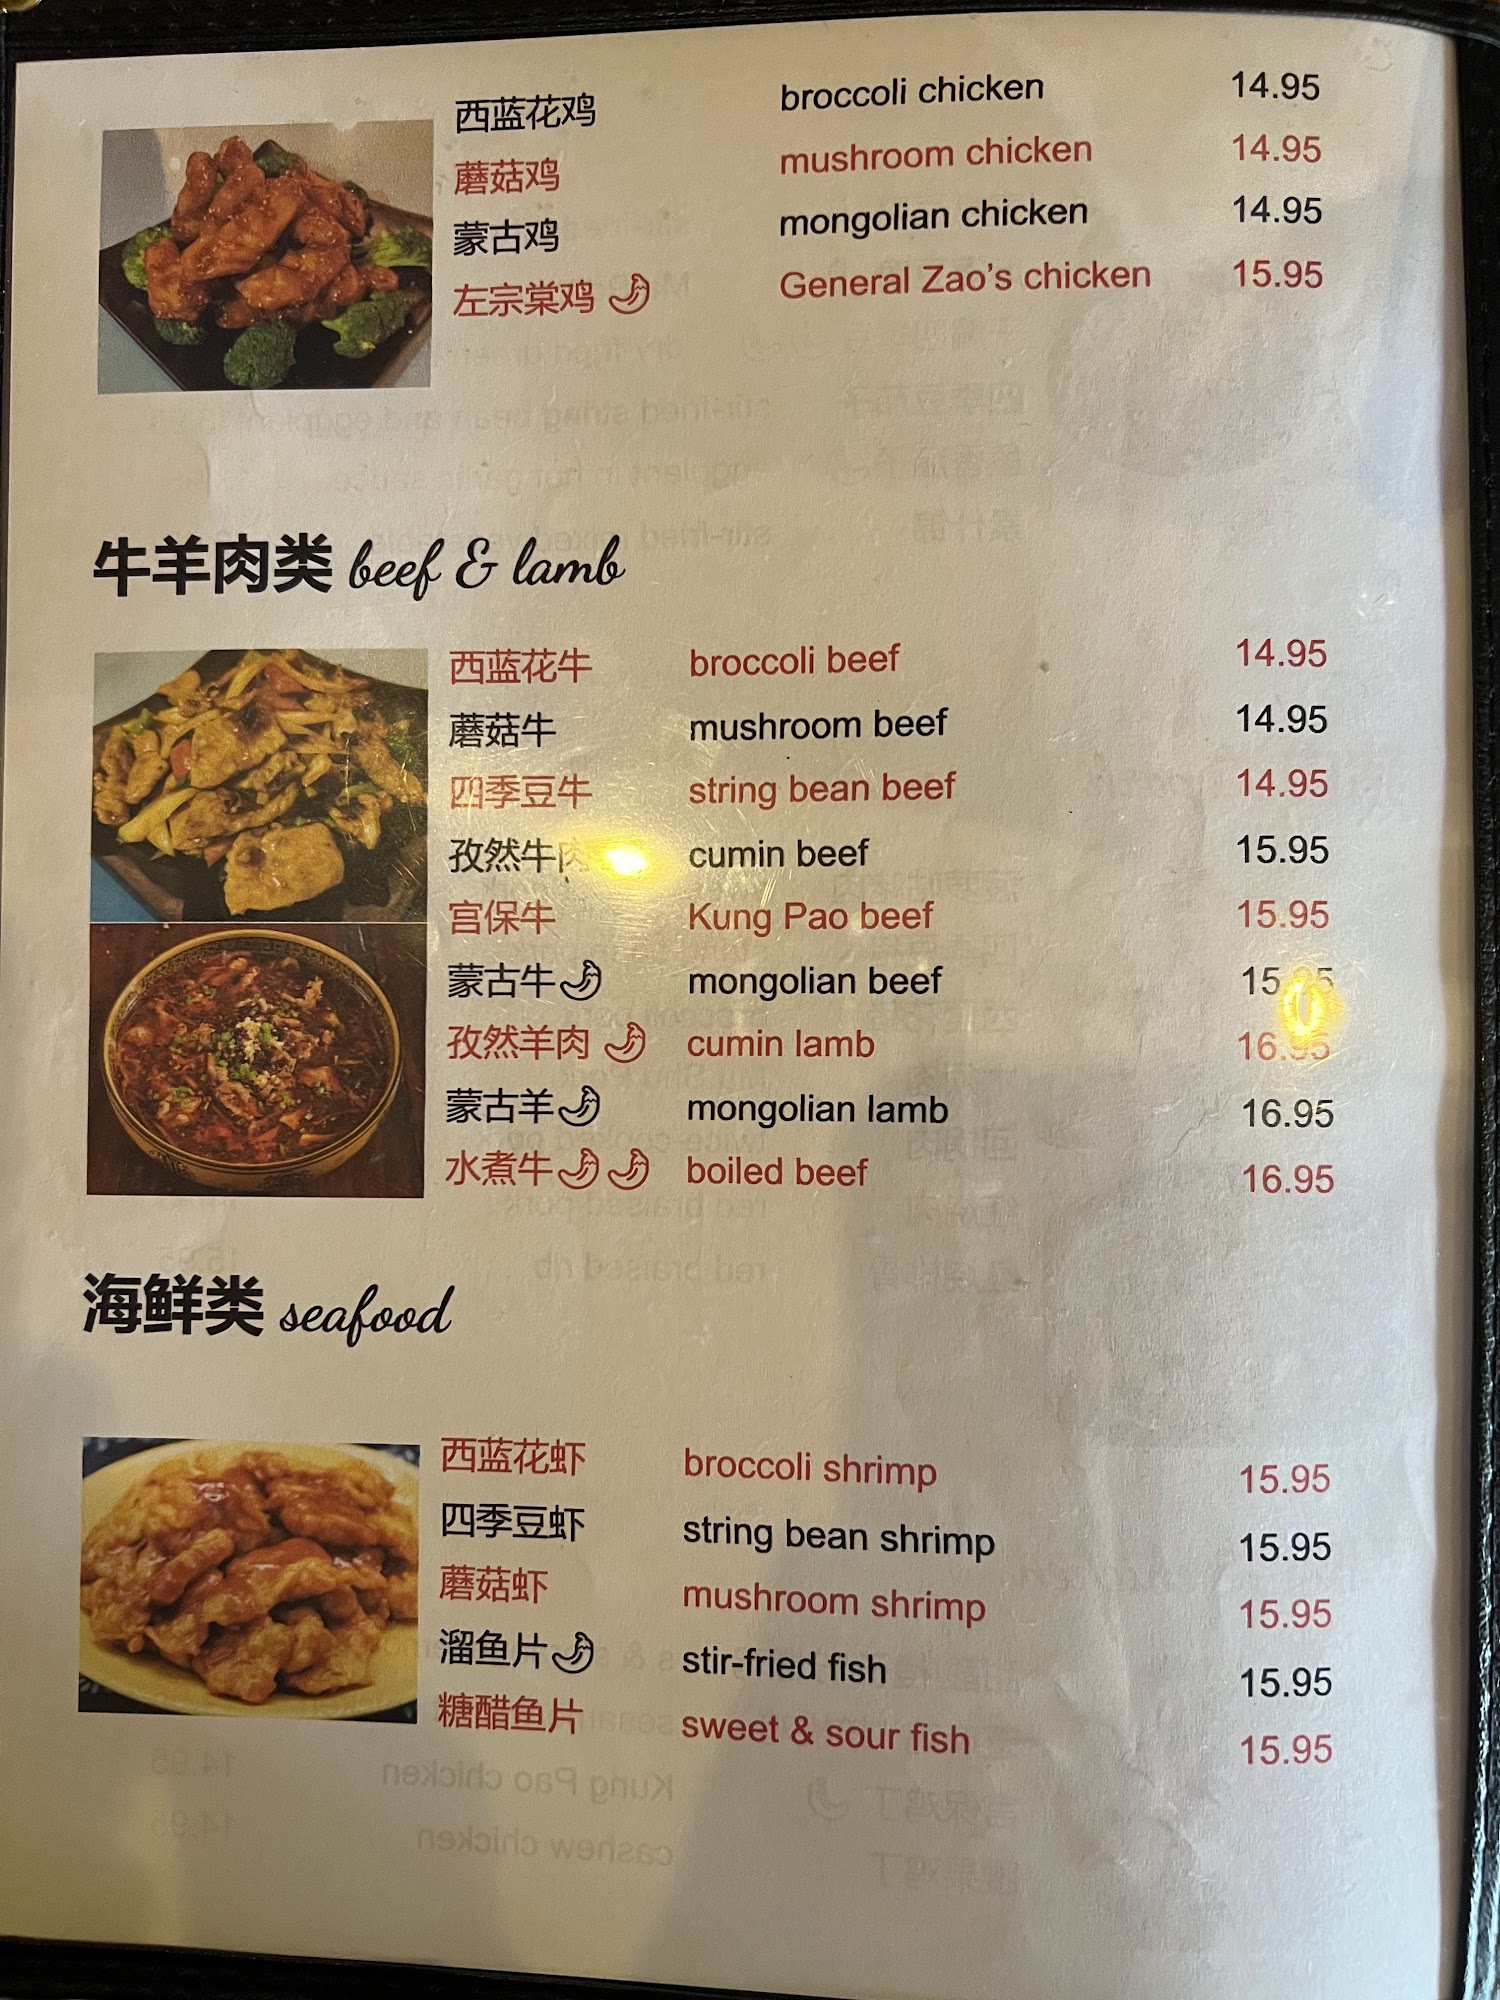 西蓝花鸡 broccoli chicken 14.95
蘑菇鸡 mushroom chicken 14.95
蒙古鸡 mongolian chicken 14.95
左宗棠鸡 General Zao's chicken 15.95
牛羊肉类 beef & lamb
西蓝花牛 broccoli beef 14.95
蘑菇牛 mushroom beef 14.95
四季豆牛 string bean beef 14.95
孜然牛肉 cumin beef 15.95
宫保牛 Kung Pao beef 15.95
蒙古牛 mongolian beef 15.95
孜然羊肉 cumin lamb 16.95
蒙古羊 mongolian lamb 16.95
水煮牛 boiled beef 16.95
海鲜类 seafood
西蓝花虾 broccoli shrimp 15.95
四季豆虾 string bean shrimp 15.95
蘑菇虾 mushroom shrimp 15.95
溜鱼片 stir-fried fish 15.95
糖醋鱼片 sweet & sour fish 15.95